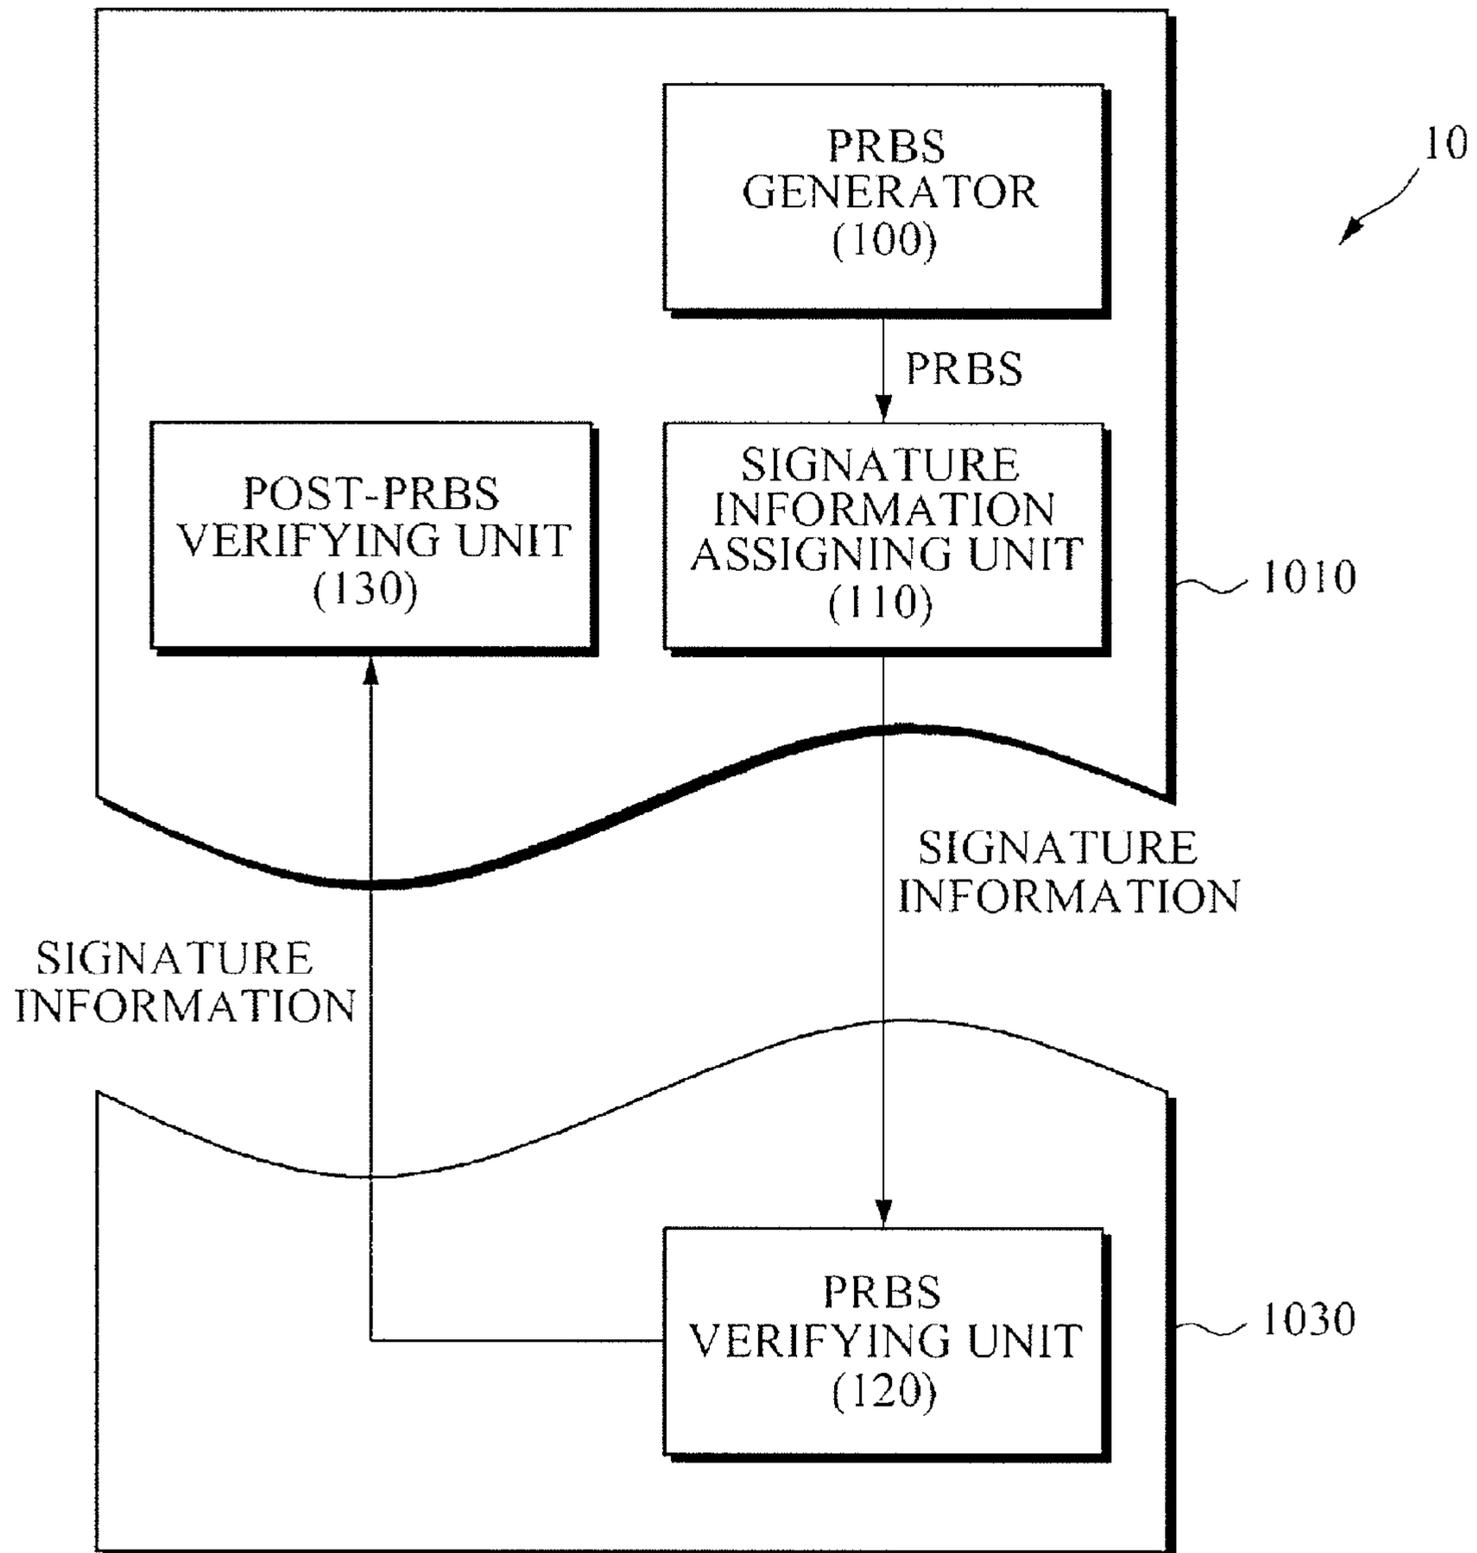 PRBS
GENERATOR
(100)
10
PRBS
POST-PRBS
VERIFYING UNIT
(130)
SIGNATURE
INFORMATION
ASSIGNING UNIT
(110)
1010
SIGNATURE
INFORMATION
SIGNATURE
INFORMATION
PRBS
VERIFYING UNIT
(120)
1030